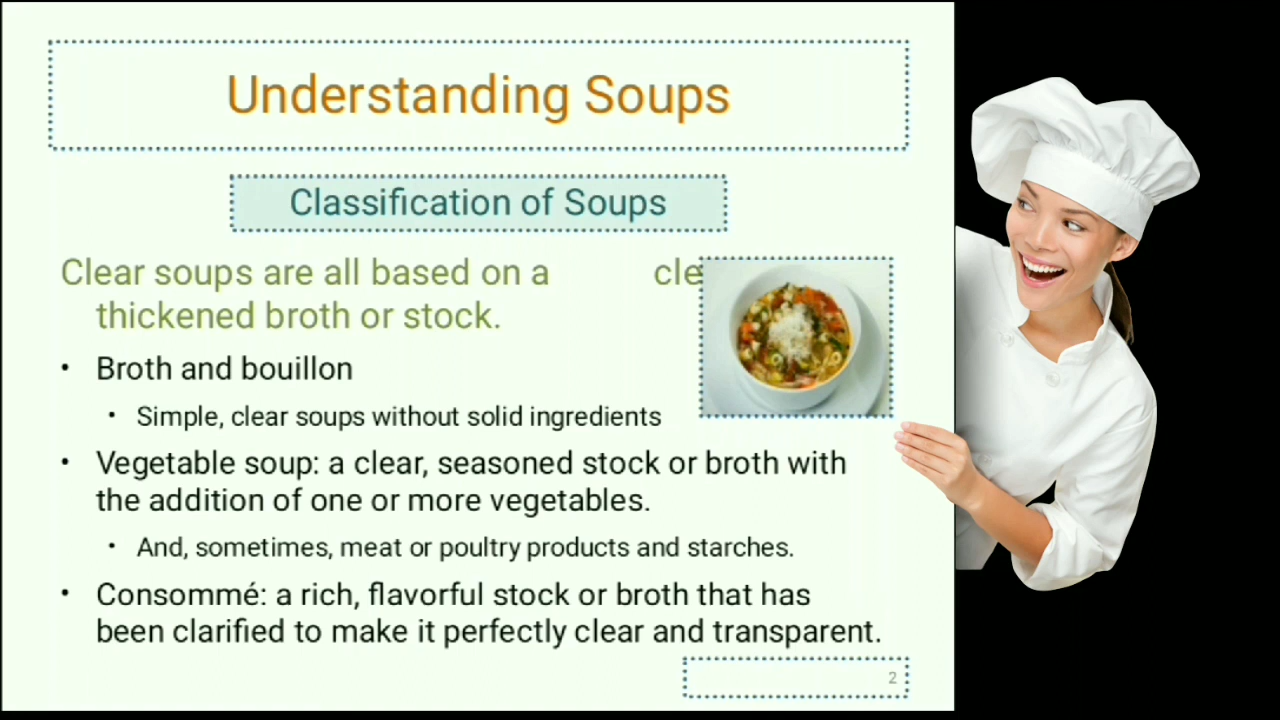 Understanding Soups
Classification of Soups
Clear soups are all based on a
thickened broth or stock.
• Broth and bouillon
• Simple, clear soups without solid ingredients
• Vegetable soup: a clear, seasoned stock or broth with
the addition of one or more vegetables.
• And, sometimes, meat or poultry products and starches.
• Consommé: a rich, flavorful stock or broth that has
been clarified to make it perfectly clear and transparent.
2